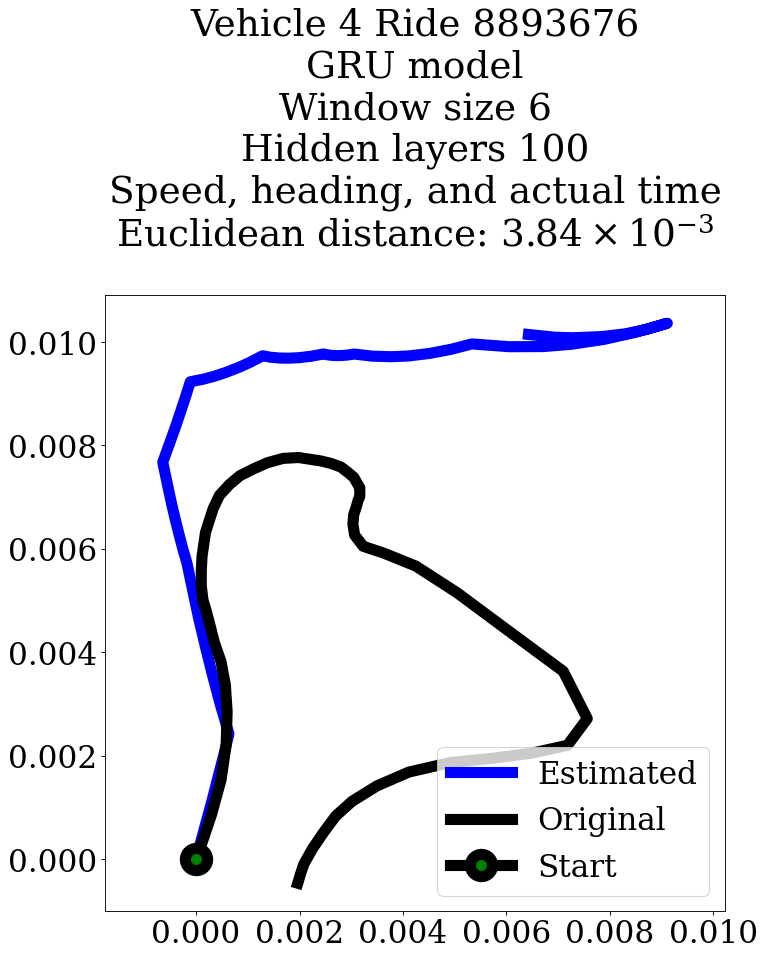 Vehicle 4 Ride 8893676
GRU model
Window size 6
Hidden layers 100
Speed, heading, and actual time
Euclidean distance: 3.84 × 10⁻³
0.010
0.008
0.006
0.004
0.002
0.000
Estimated
Original
Start
0.000 0.002 0.004 0.006 0.008 0.010